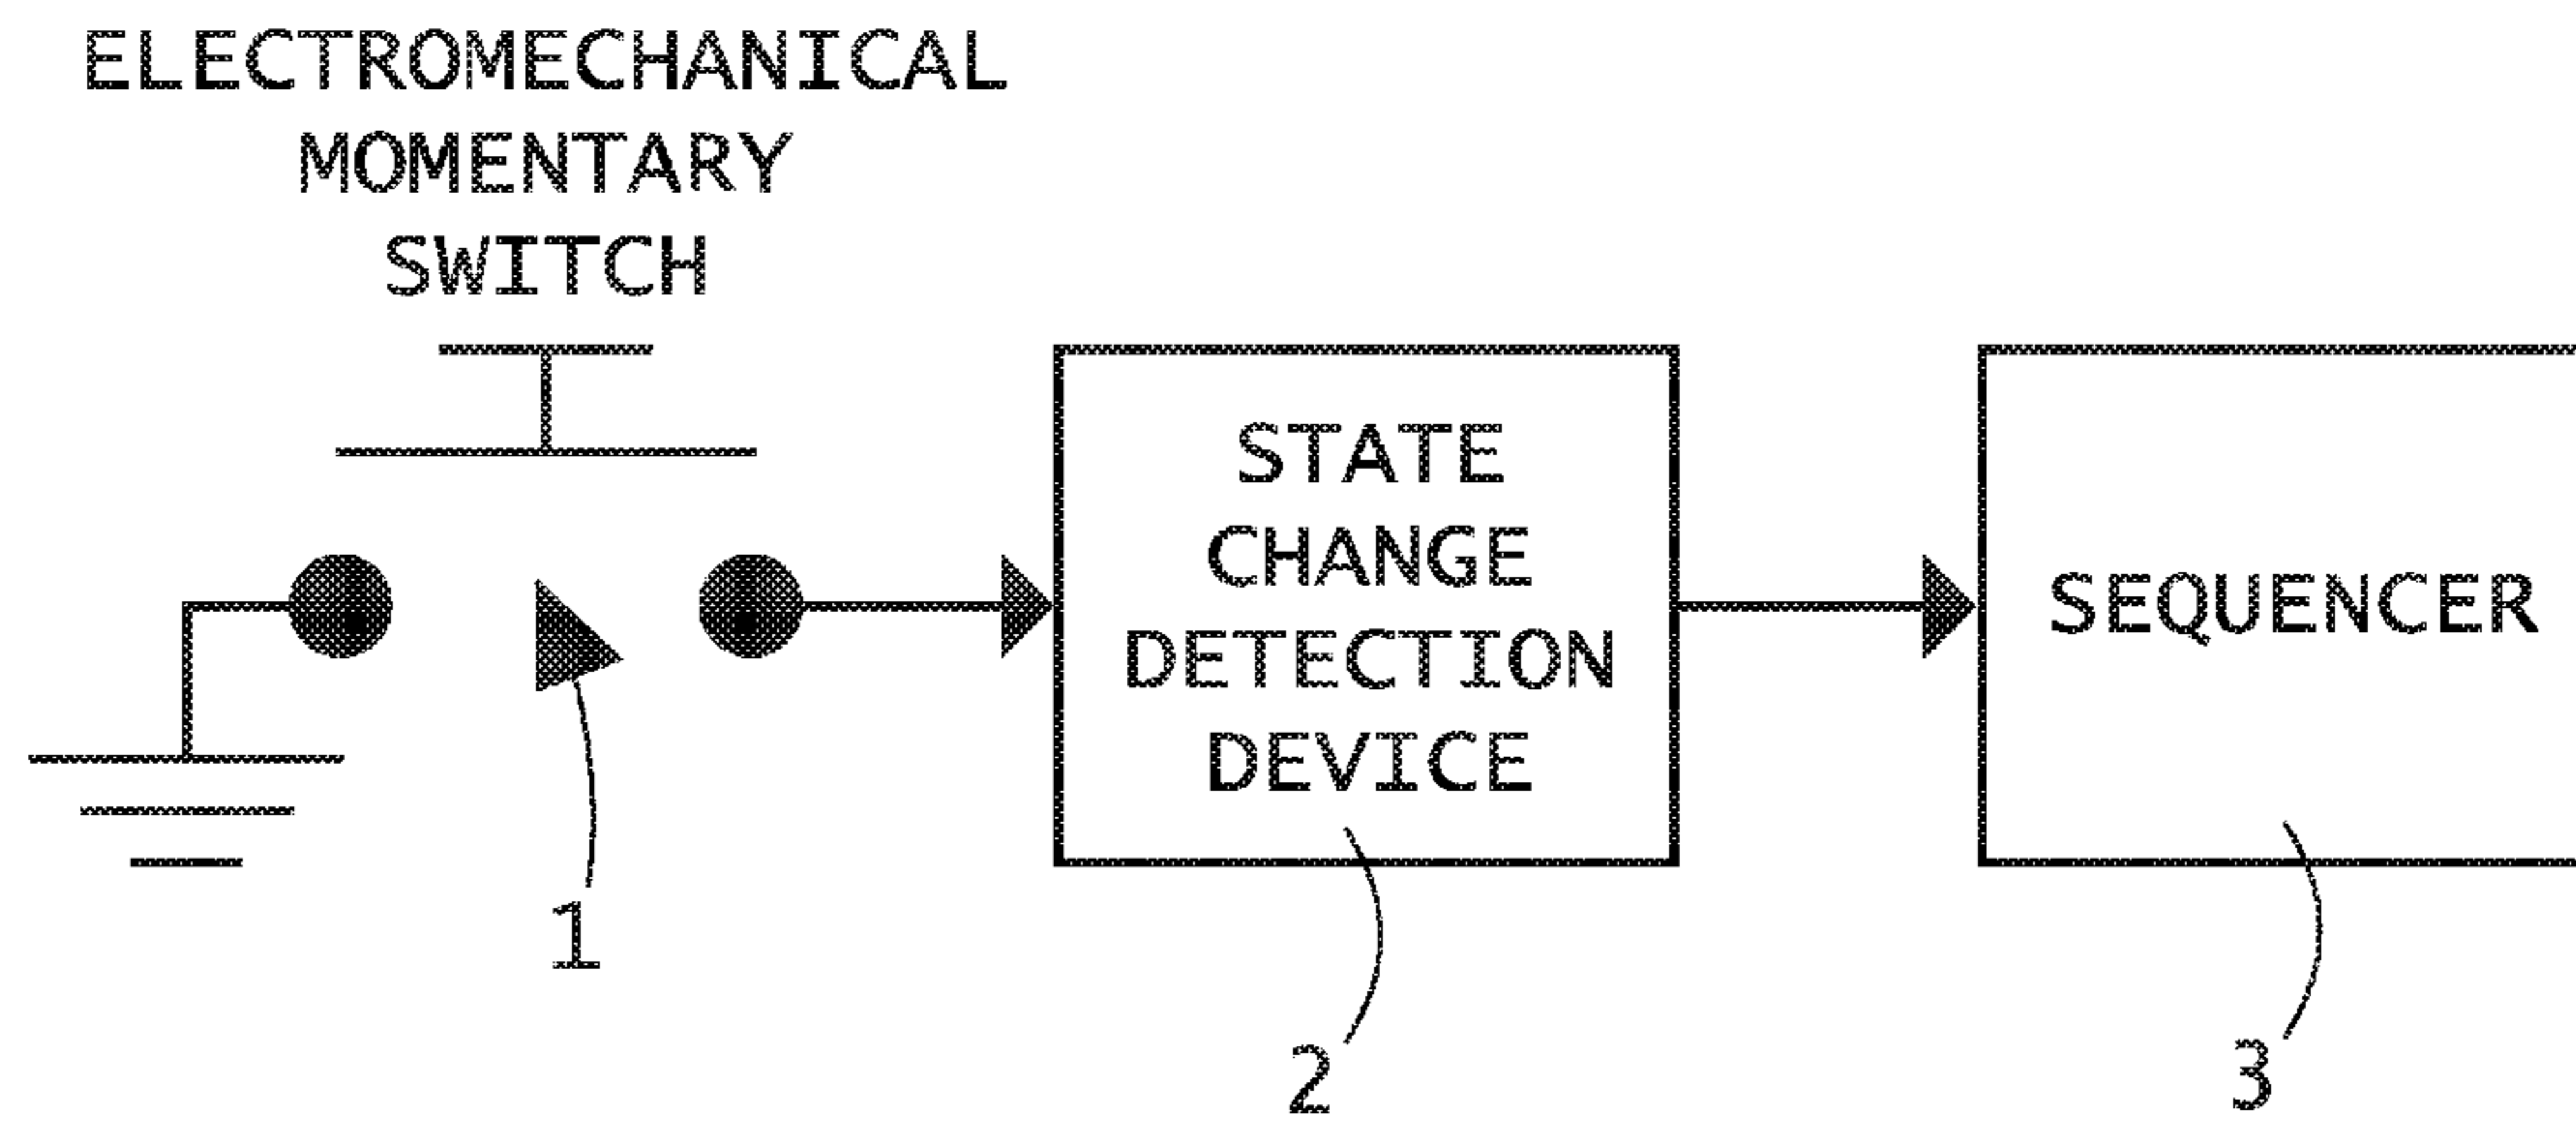 ELECTROMECHANICAL
MOMENTARY
SWITCH
STATE
CHANGE
DETECTION
DEVICE
SEQUENCER
1
2
3